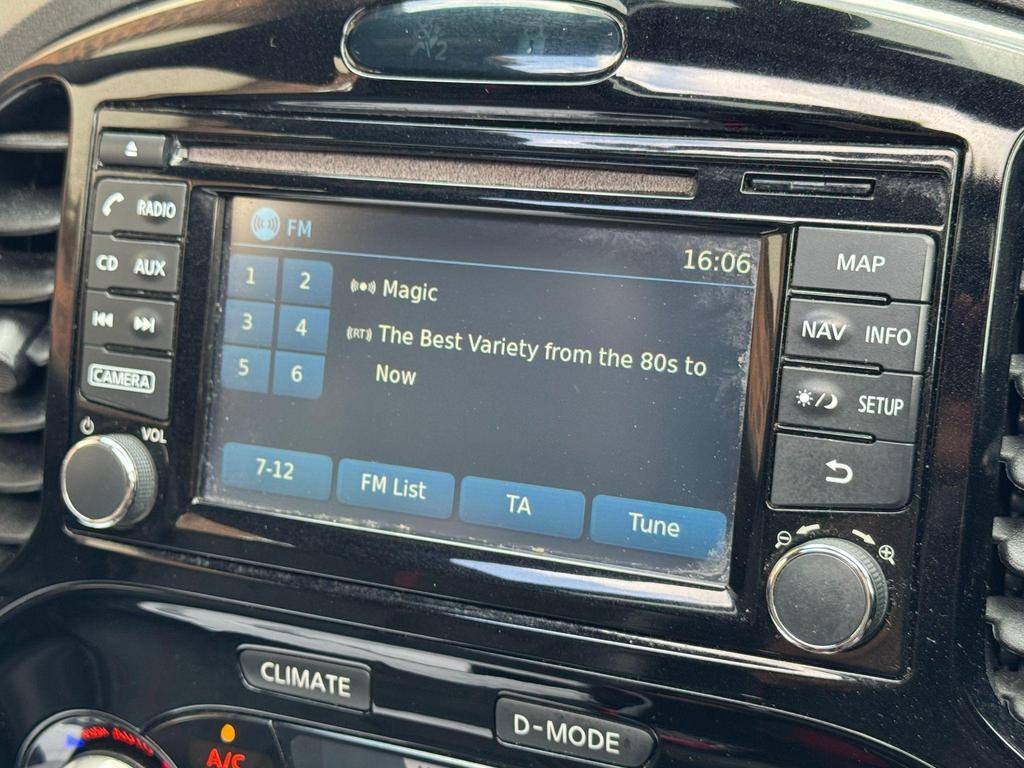 RADIO
CD AUX
CAMERA
VOL
FM
16:06
1 2
3 4
5 6
Magic
RT The Best Variety from the 80s to
Now
7-12 FM List TA Tune
MAP
NAV INFO
SETUP
CLIMATE
D-MODE
A/C